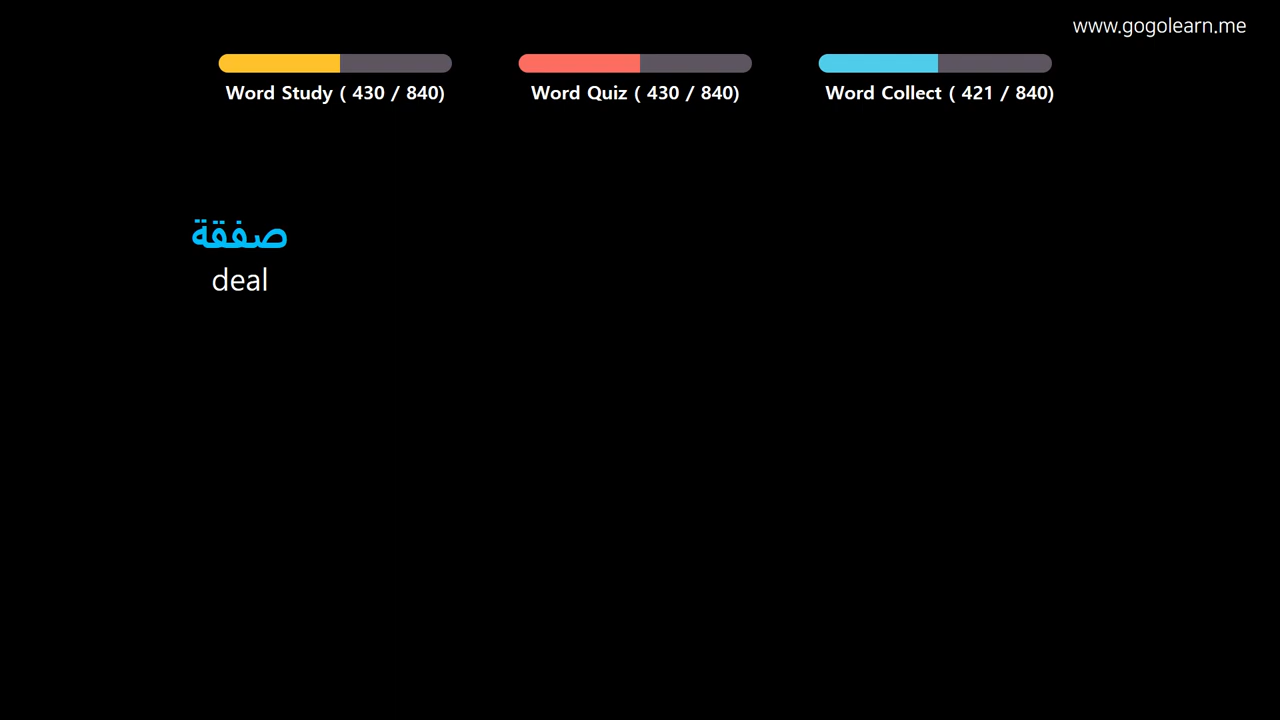 www.gogolearn.me
Word Study ( 430 / 840)
Word Quiz ( 430 / 840)
Word Collect ( 421 / 840)
صفقة
deal